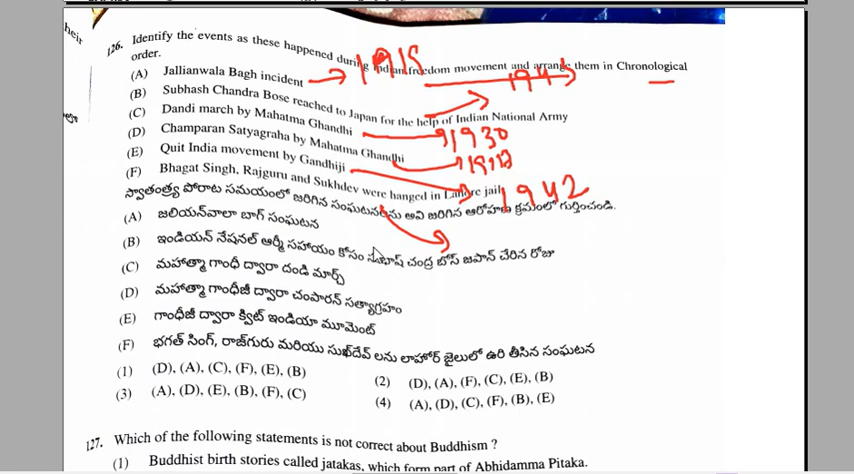 heir
126. Identify the events as these happened during Indian freedom movement and arrange them in Chronological
order.
(A) Jallianwala Bagh incident
(B) Subhash Chandra Bose reached to Japan for the help of Indian National Army
(C) Dandi march by Mahatma Ghandhi
(D) Champaran Satyagraha by Mahatma Ghandhi
(E) Quit India movement by Gandhiji
(F) Bhagat Singh, Rajguru and Sukhdev were hanged in Lahore jail
1930
1942
స్వాతంత్ర్య పోరాట సమయంలో జరిగిన సంఘటనలను అవి జరిగిన ఆరోహణ క్రమంలో గుర్తించండి.
(A) జలియన్‌వాలా బాగ్ సంఘటన
(B) ఇండియన్ నేషనల్ ఆర్మీ సహాయం కోసం సుభాష్ చంద్ర బోస్ జపాన్ చేరిన రోజు
(C) మహాత్మా గాంధీ ద్వారా దండి మార్చ్
(D) మహాత్మా గాంధీజీ ద్వారా చంపారన్ సత్యాగ్రహం
(E) గాంధీజీ ద్వారా క్విట్ ఇండియా మూమెంట్
(F) భగత్ సింగ్, రాజ్‌గురు మరియు సుఖ్‌దేవ్ లను లాహోర్ జైలులో ఉరి తీసిన సంఘటన
(1) (D), (A), (C), (F), (E), (B)
(2) (D), (A), (F), (C), (E), (B)
(3) (A), (D), (E), (B), (F), (C)
(4) (A), (D), (C), (F), (B), (E)
127. Which of the following statements is not correct about Buddhism ?
(1) Buddhist birth stories called jatakas, which form part of Abhidamma Pitaka.